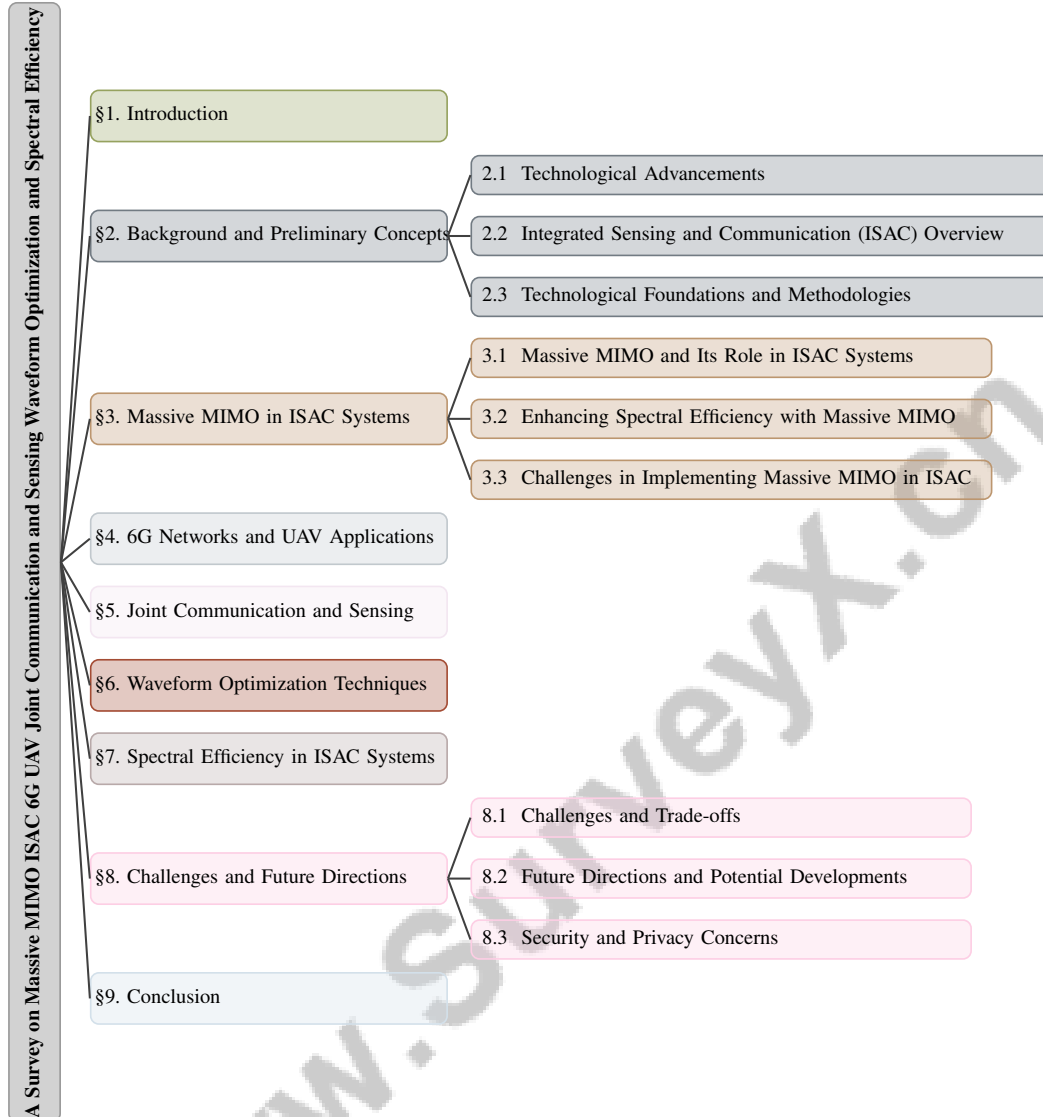 A Survey on Massive MIMO ISAC 6G UAV Joint Communication and Sensing Waveform Optimization and Spectral Efficiency
§1. Introduction
§2. Background and Preliminary Concepts
2.1 Technological Advancements
2.2 Integrated Sensing and Communication (ISAC) Overview
2.3 Technological Foundations and Methodologies
§3. Massive MIMO in ISAC Systems
3.1 Massive MIMO and Its Role in ISAC Systems
3.2 Enhancing Spectral Efficiency with Massive MIMO
3.3 Challenges in Implementing Massive MIMO in ISAC
§4. 6G Networks and UAV Applications
§5. Joint Communication and Sensing
§6. Waveform Optimization Techniques
§7. Spectral Efficiency in ISAC Systems
§8. Challenges and Future Directions
8.1 Challenges and Trade-offs
8.2 Future Directions and Potential Developments
8.3 Security and Privacy Concerns
§9. Conclusion
www.SurveyX.cn